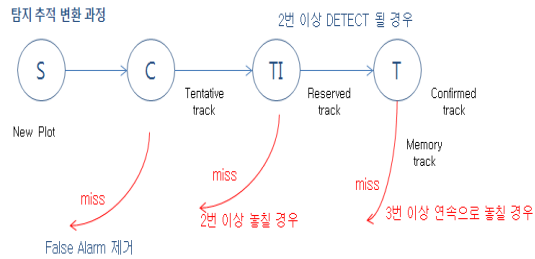 탐지 추적 변환 과정
2번 이상 DETECT 될 경우
S
C
TI
T
New Plot
Tentative
track
Reserved
track
Confirmed
track
Memory
track
miss
miss
miss
False Alarm 제거
2번 이상 놓칠 경우
3번 이상 연속으로 놓칠 경우